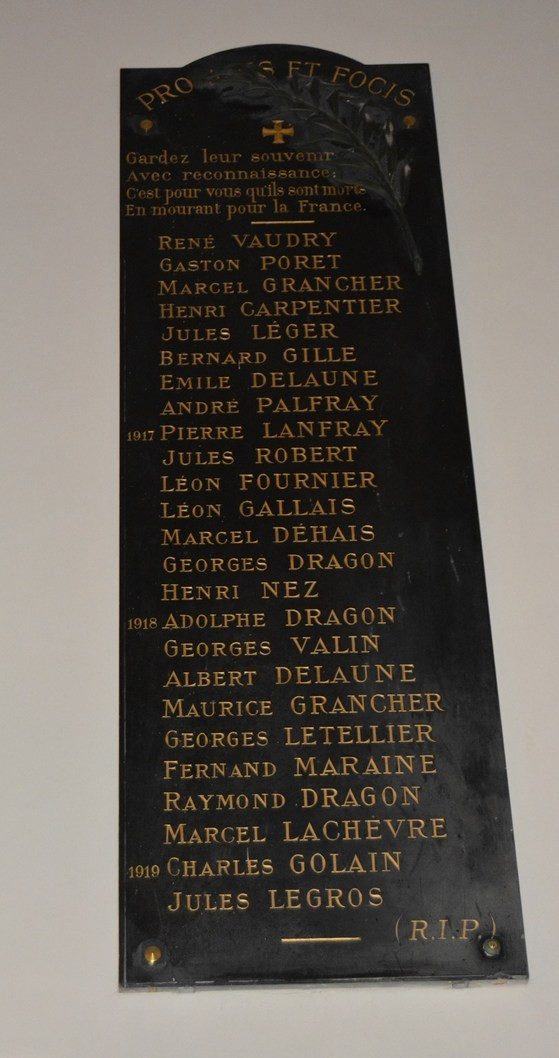 PRO ET FOCIS
Gardez leur souvenir
Avec reconnaissance;
C'est pour vous qu'ils sont morts
En mourant pour la France.
RENÉ VAUDRY
GASTON PORET
MARCEL GRANCHER
HENRI CARPENTIER
JULES LÉGER
BERNARD GILLE
EMILE DELAUNE
ANDRÉ PALFRAY
1917 PIERRE LANFRAY
JULES ROBERT
LÉON FOURNIER
LÉON GALLAIS
MARCEL DÉHAIS
GEORGES DRAGON
HENRI NEZ
1918 ADOLPHE DRAGON
GEORGES VALIN
ALBERT DELAUNE
MAURICE GRANCHER
GEORGES LETELLIER
FERNAND MARAINE
RAYMOND DRAGON
MARCEL LACHÈVRE
1919 CHARLES GOLAIN
JULES LEGROS
(R.I.P.)